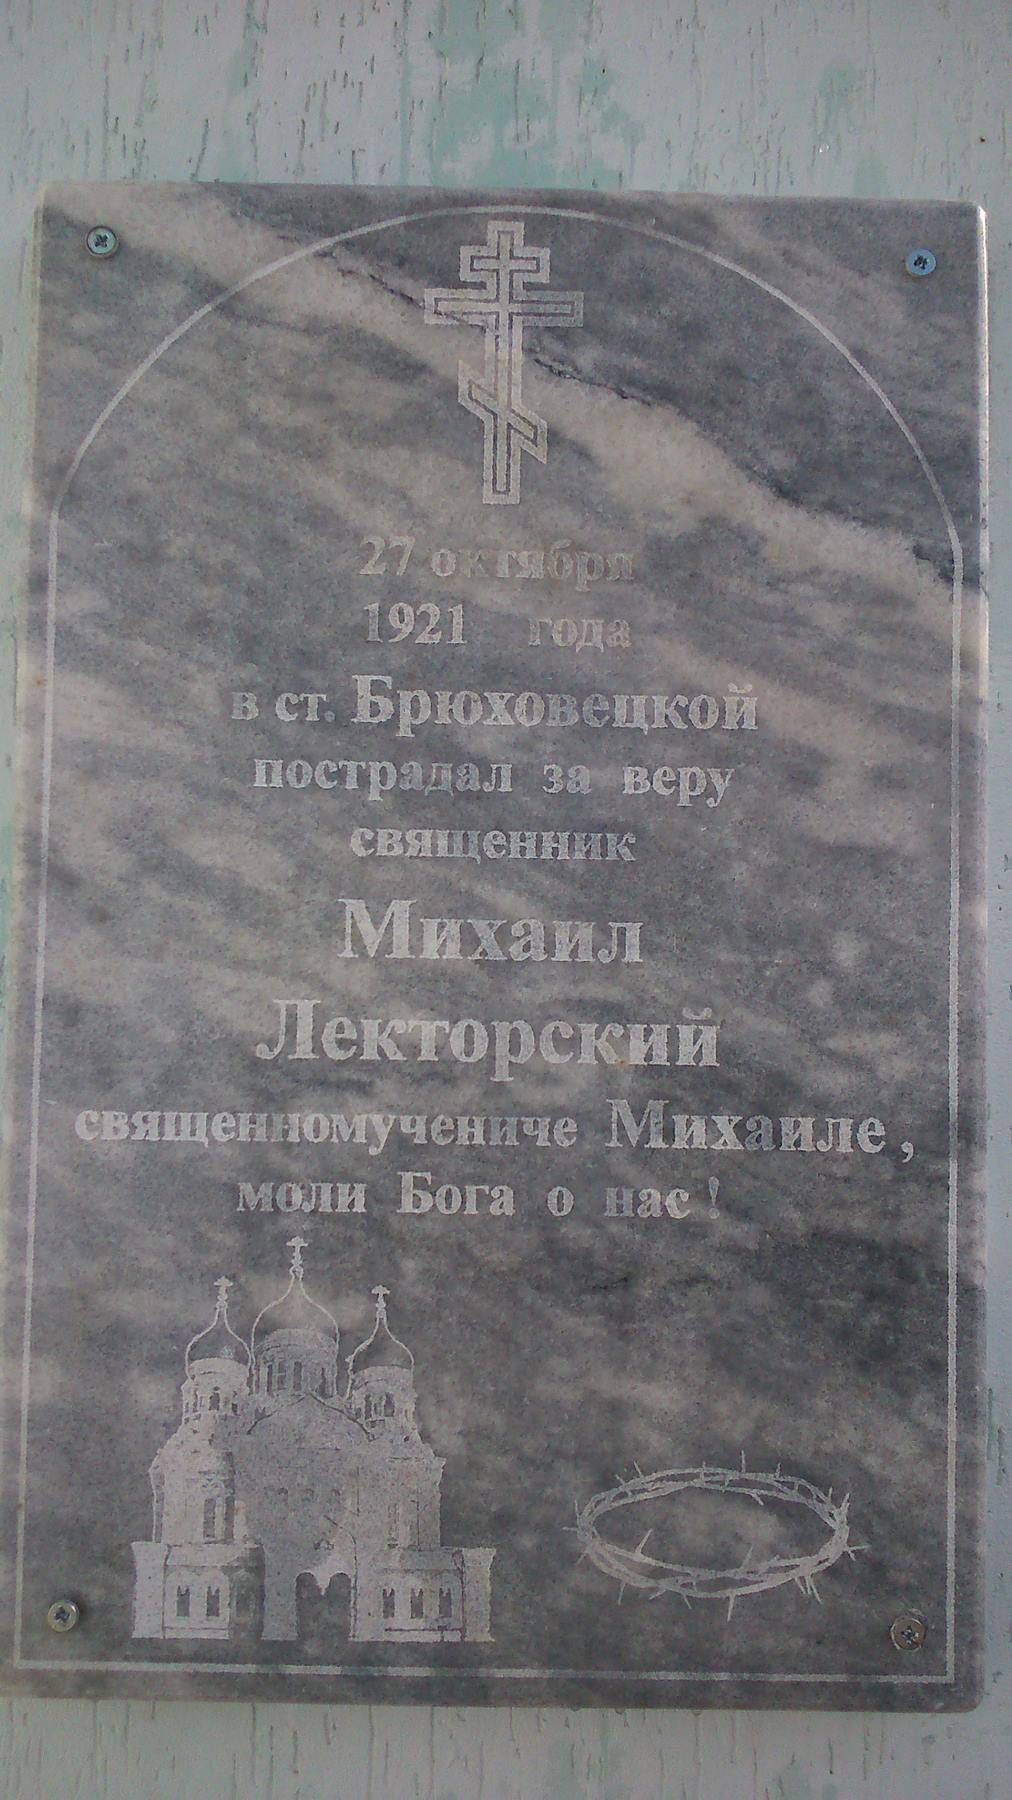 27 октября
1921 года
в ст. Брюховецкой
пострадал за веру
священник
Михаил
Лекторский
священномучениче Михаиле,
моли Бога о нас!